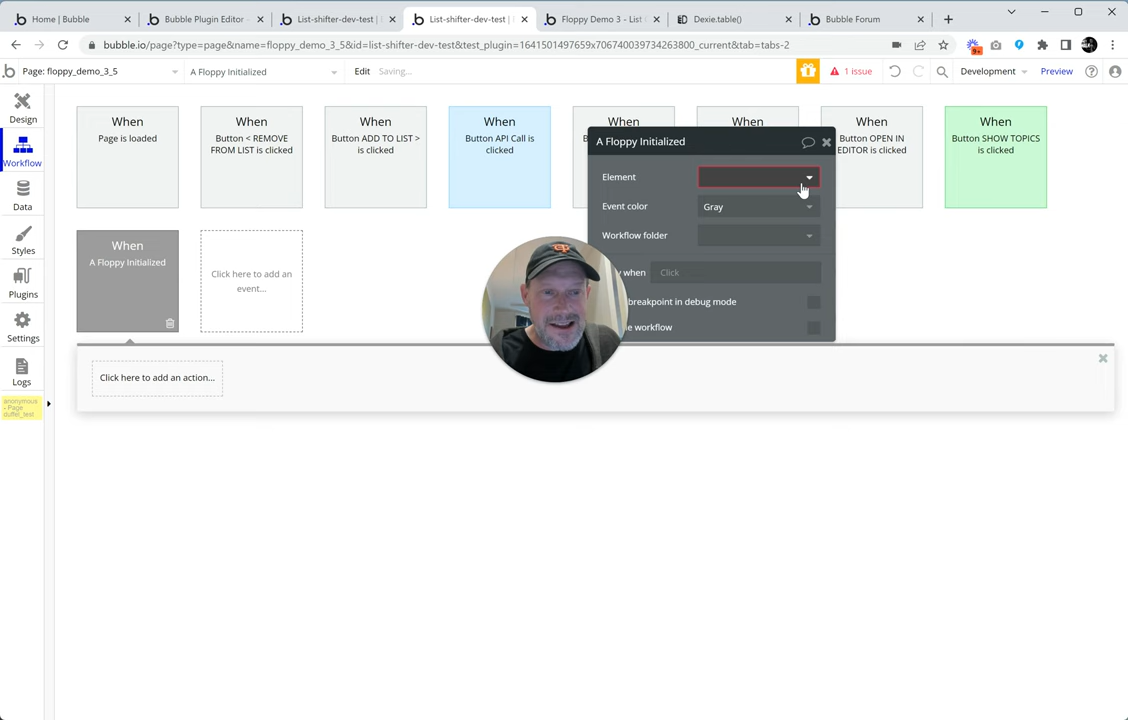 Home | Bubble
Bubble Plugin Editor -
List-shifter-dev-test |
List-shifter-dev-test |
Floppy Demo 3 - List
Dexie.table()
Bubble Forum
bubble.io/page?type=page&name=floppy_demo_3_5&id=list-shifter-dev-test&test_plugin=1641501497659x706740039734263800_current&tab=tabs-2
9+
Page: floppy_demo_3_5
A Floppy Initialized
Edit
Saving...
1 issue
Development
Preview
Design
Workflow
Data
Styles
Plugins
Settings
Logs
anonymous
- Page
duffel_test
When
Page is loaded
When
Button < REMOVE
FROM LIST is clicked
When
Button ADD TO LIST >
is clicked
When
Button API Call is
clicked
When
When
When
Button OPEN IN
EDITOR is clicked
When
Button SHOW TOPICS
is clicked
When
A Floppy Initialized
Click here to add an
event...
A Floppy Initialized
Element
Event color
Gray
Workflow folder
when
Click
breakpoint in debug mode
workflow
Click here to add an action...